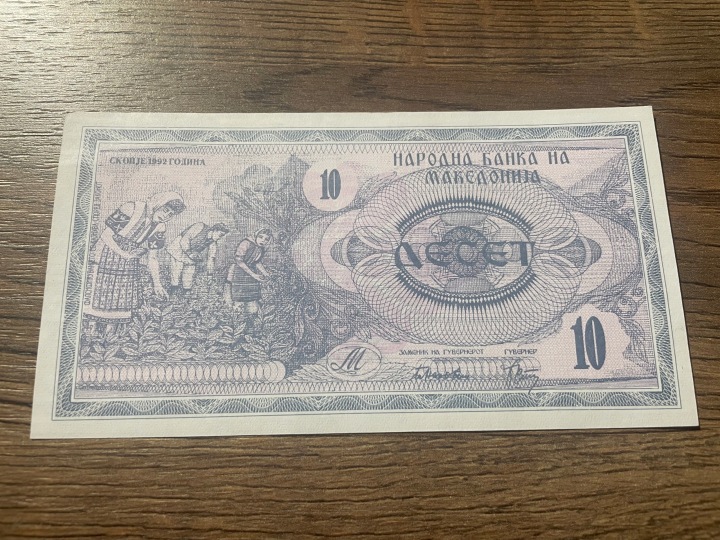 СКОПЈЕ 1992 ГОДИНА
10
НАРОДНА БАНКА НА
МАКЕДОНИЈА
ДЕСЕТ
М
ЗАМЕНИК НА ГУВЕРНЕРОТ ГУВЕРНЕР
10